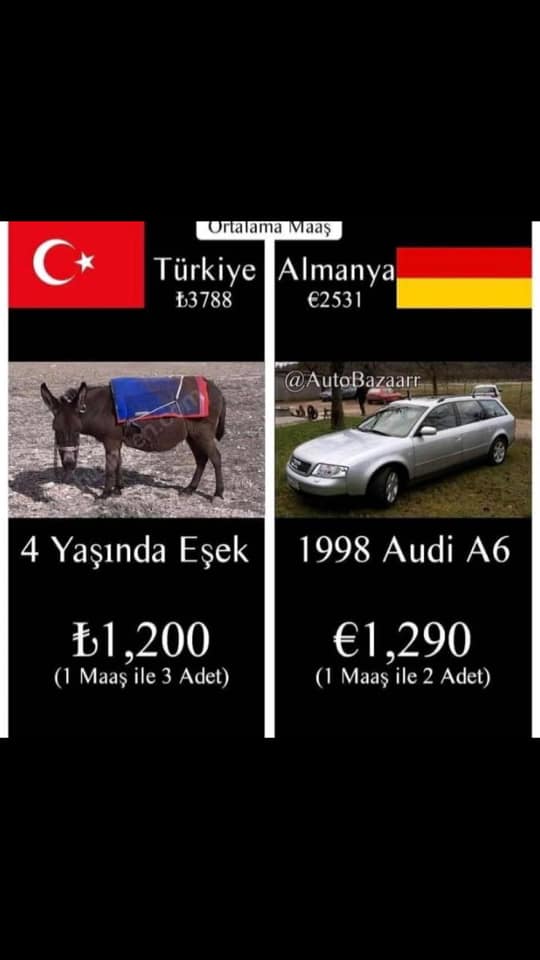 Ortalama Maaş
Türkiye
₺3788
Almanya
€2531
@AutoBazaarr
4 Yaşında Eşek
₺1,200
(1 Maaş ile 3 Adet)
1998 Audi A6
€1,290
(1 Maaş ile 2 Adet)